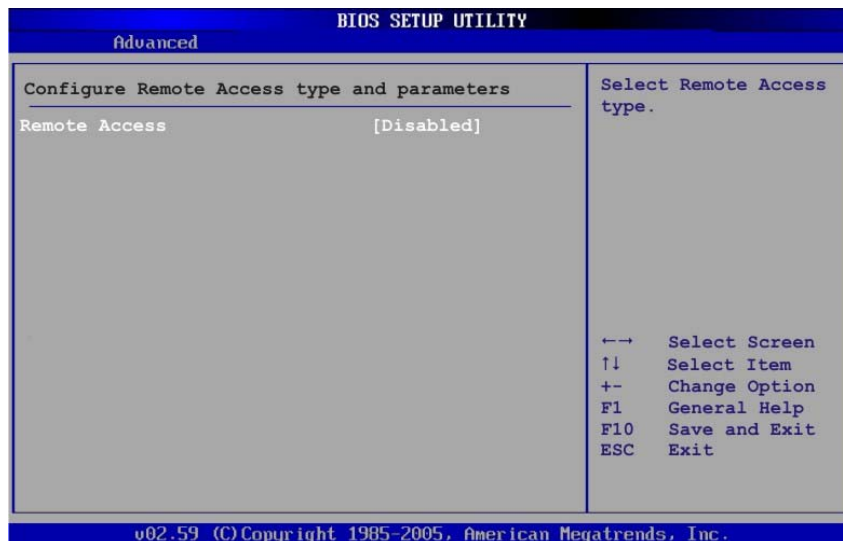 BIOS SETUP UTILITY
Advanced
Configure Remote Access type and parameters
Remote Access [Disabled]
Select Remote Access
type.
←→ Select Screen
↑↓ Select Item
+- Change Option
F1 General Help
F10 Save and Exit
ESC Exit
v02.59 (C)Copyright 1985-2005, American Megatrends, Inc.